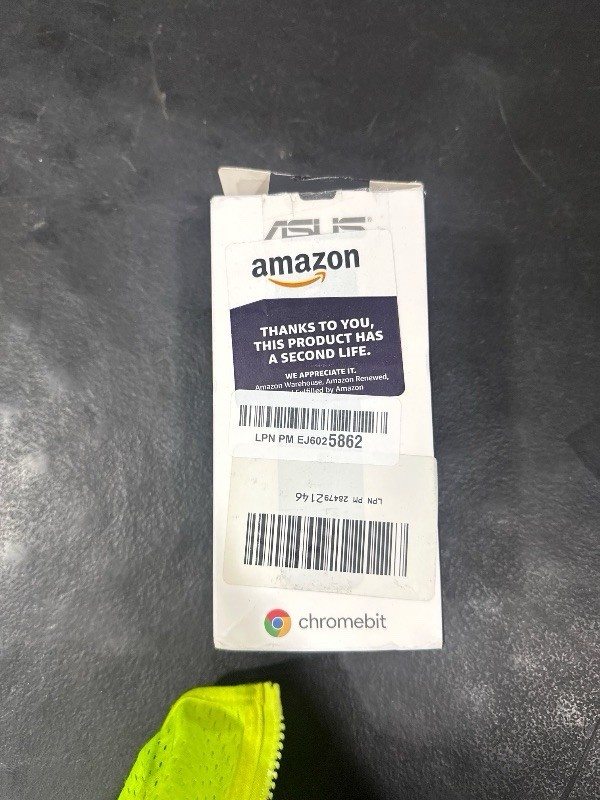 ASUS
amazon
THANKS TO YOU,
THIS PRODUCT HAS
A SECOND LIFE.
WE APPRECIATE IT.
Amazon Warehouse, Amazon Renewed,
Fulfilled by Amazon
LPN PM EJ6025862
LPN PM 284792146
chromebit